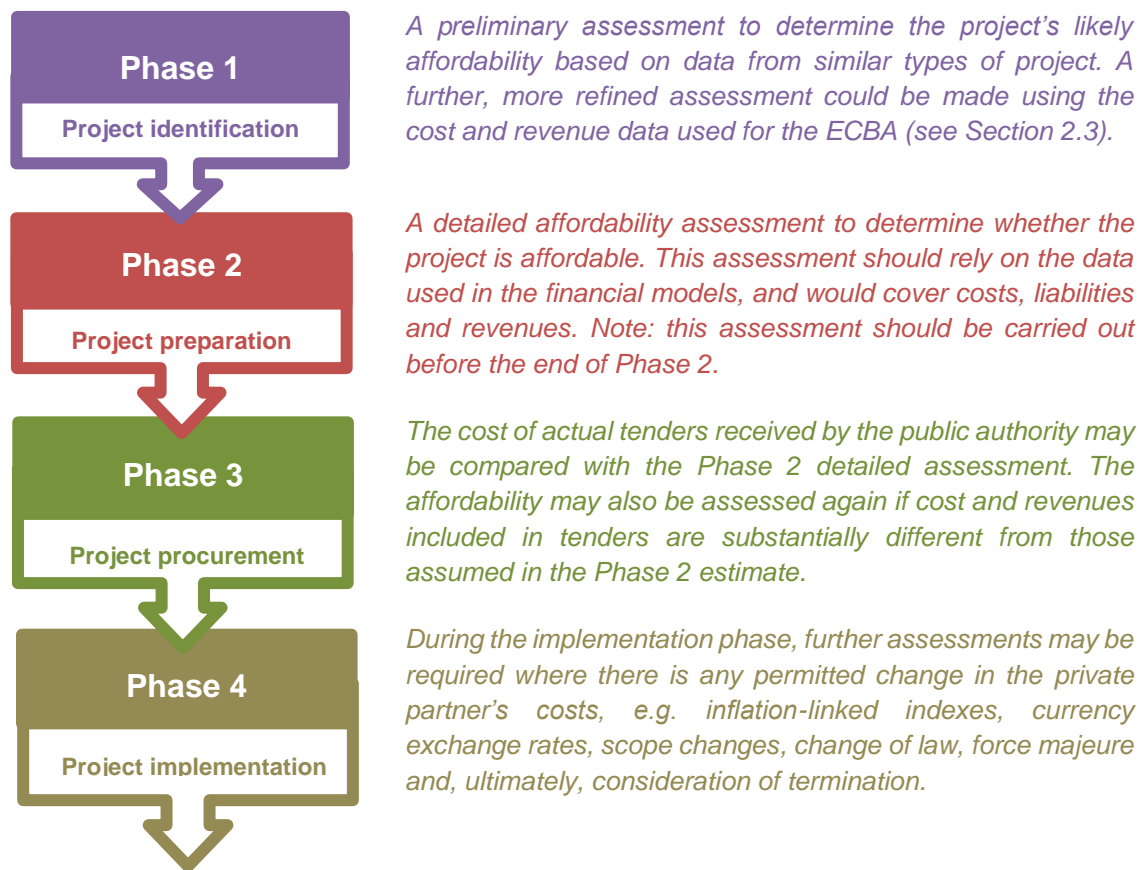 Phase 1
Project identification
A preliminary assessment to determine the project’s likely
affordability based on data from similar types of project. A
further, more refined assessment could be made using the
cost and revenue data used for the ECBA (see Section 2.3).
Phase 2
Project preparation
A detailed affordability assessment to determine whether the
project is affordable. This assessment should rely on the data
used in the financial models, and would cover costs, liabilities
and revenues. Note: this assessment should be carried out
before the end of Phase 2.
Phase 3
Project procurement
The cost of actual tenders received by the public authority may
be compared with the Phase 2 detailed assessment. The
affordability may also be assessed again if cost and revenues
included in tenders are substantially different from those
assumed in the Phase 2 estimate.
Phase 4
Project implementation
During the implementation phase, further assessments may be
required where there is any permitted change in the private
partner’s costs, e.g. inflation-linked indexes, currency
exchange rates, scope changes, change of law, force majeure
and, ultimately, consideration of termination.